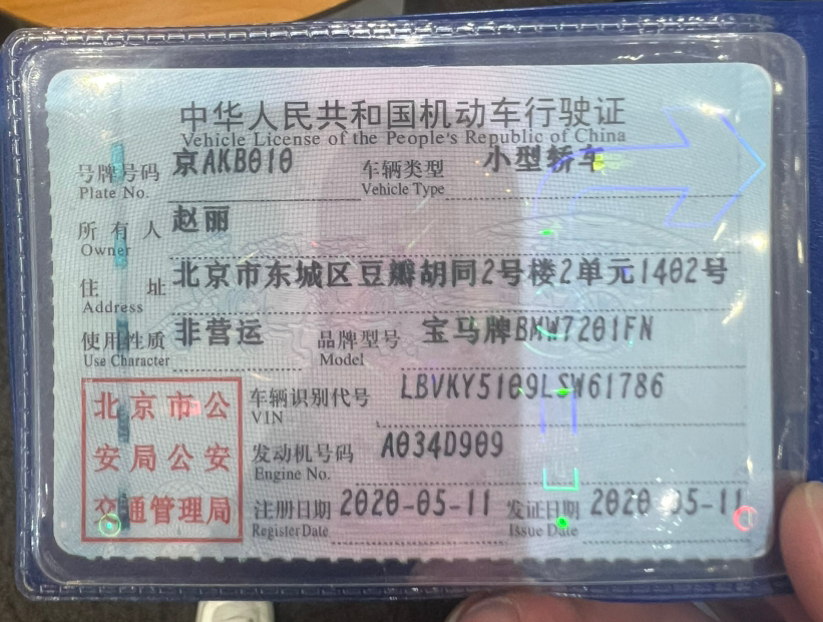 中华人民共和国机动车行驶证
Vehicle License of the People's Republic of China
号牌号码 京AKB010 车辆类型 小型轿车
Plate No. Vehicle Type
所有人 赵丽
Owner
住址 北京市东城区豆瓣胡同2号楼2单元1402号
Address
使用性质 非营运 品牌型号 宝马牌BMW7201FN
Use Character Model
北京市公安局公安交通管理局
车辆识别代号 LBVKY5109LSW61786
VIN
发动机号码 A034D909
Engine No.
注册日期 2020-05-11 发证日期 2020-05-11
Register Date Issue Date